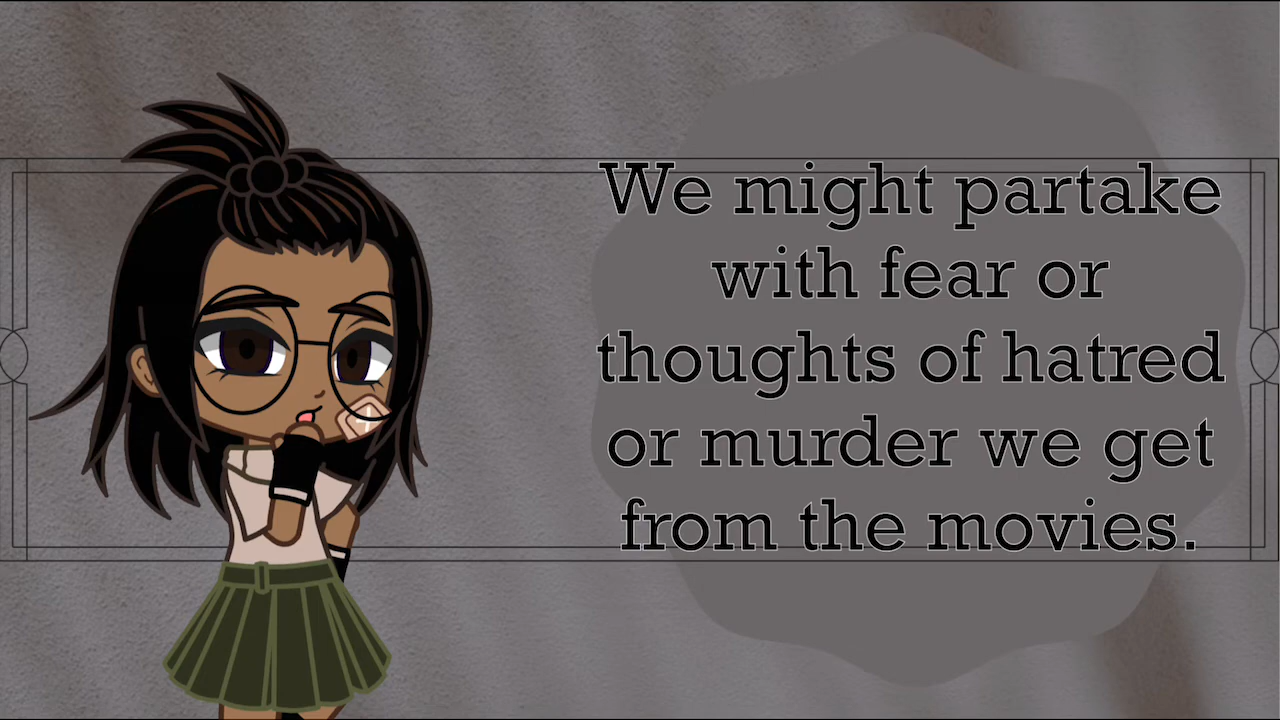 We might partake
with fear or
thoughts of hatred
or murder we get
from the movies.